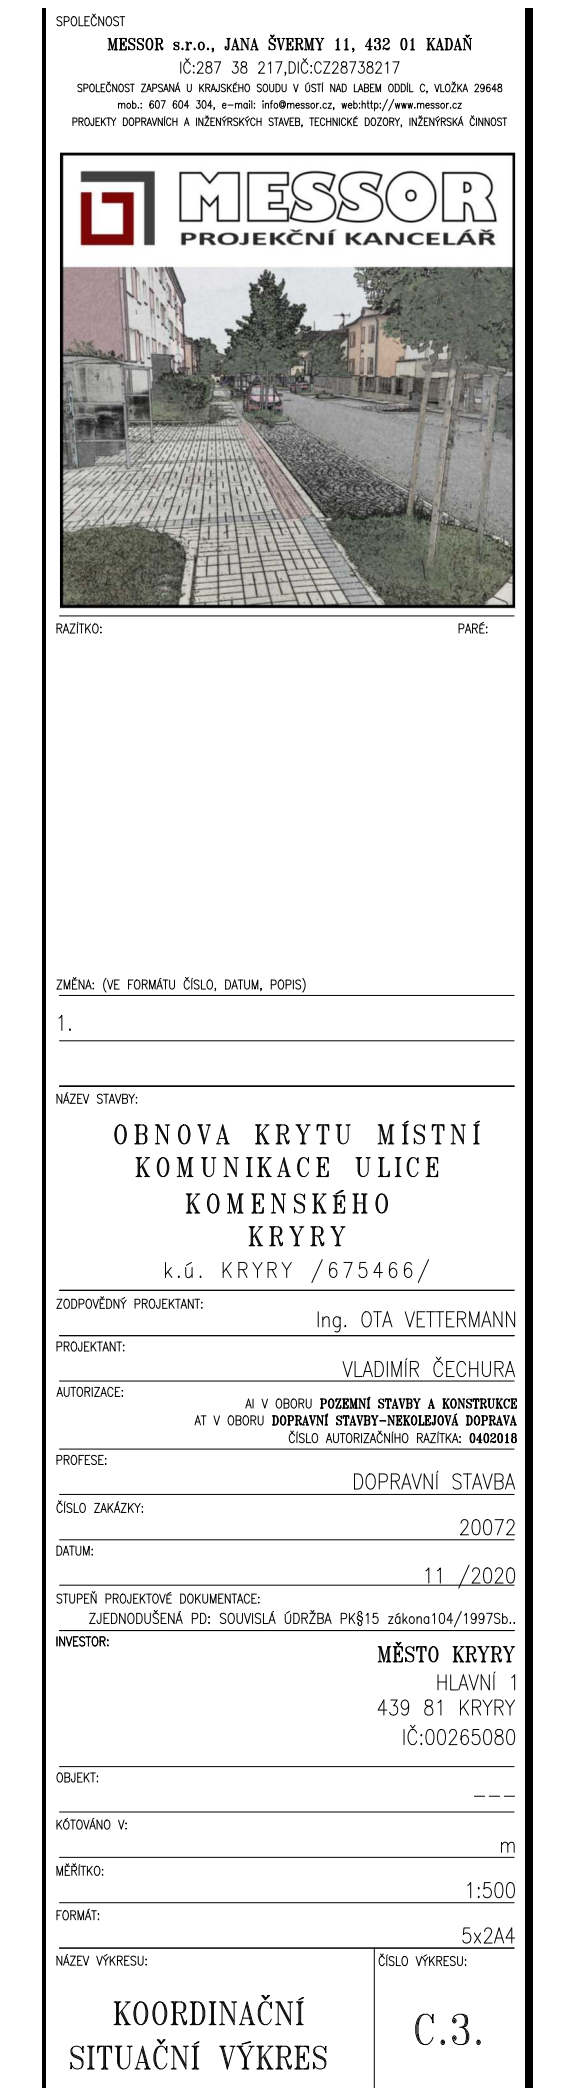 SPOLEČNOST
MESSOR s.r.o., JANA ŠVERMY 11, 432 01 KADAŇ
IČ:287 38 217,DIČ:CZ28738217
SPOLEČNOST ZAPSANÁ U KRAJSKÉHO SOUDU V ÚSTÍ NAD LABEM ODDÍL C, VLOŽKA 29648
mob.: 607 604 304, e-mail: info@messor.cz, web:http://www.messor.cz
PROJEKTY DOPRAVNÍCH A INŽENÝRSKÝCH STAVEB, TECHNICKÉ DOZORY, INŽENÝRSKÁ ČINNOST
MESSOR
PROJEKČNÍ KANCELÁŘ
RAZÍTKO: PARÉ:
ZMĚNA: (VE FORMÁTU ČÍSLO, DATUM, POPIS)
1.
NÁZEV STAVBY:
OBNOVA KRYTU MÍSTNÍ
KOMUNIKACE ULICE
KOMENSKÉHO
KRYRY
k.ú. KRYRY /675466/
ZODPOVĚDNÝ PROJEKTANT:
Ing. OTA VETTERMANN
PROJEKTANT:
VLADIMÍR ČECHURA
AUTORIZACE:
AI V OBORU POZEMNÍ STAVBY A KONSTRUKCE
AT V OBORU DOPRAVNÍ STAVBY-NEKOLEJOVÁ DOPRAVA
ČÍSLO AUTORIZAČNÍHO RAZÍTKA: 0402018
PROFESE:
DOPRAVNÍ STAVBA
ČÍSLO ZAKÁZKY:
20072
DATUM:
11 /2020
STUPEŇ PROJEKTOVÉ DOKUMENTACE:
ZJEDNODUŠENÁ PD: SOUVISLÁ ÚDRŽBA PK§15 zákona104/1997Sb..
INVESTOR:
MĚSTO KRYRY
HLAVNÍ 1
439 81 KRYRY
IČ:00265080
OBJEKT:
---
KÓTOVÁNO V:
m
MĚŘÍTKO:
1:500
FORMÁT:
5x2A4
NÁZEV VÝKRESU: ČÍSLO VÝKRESU:
KOORDINAČNÍ
SITUAČNÍ VÝKRES
C.3.